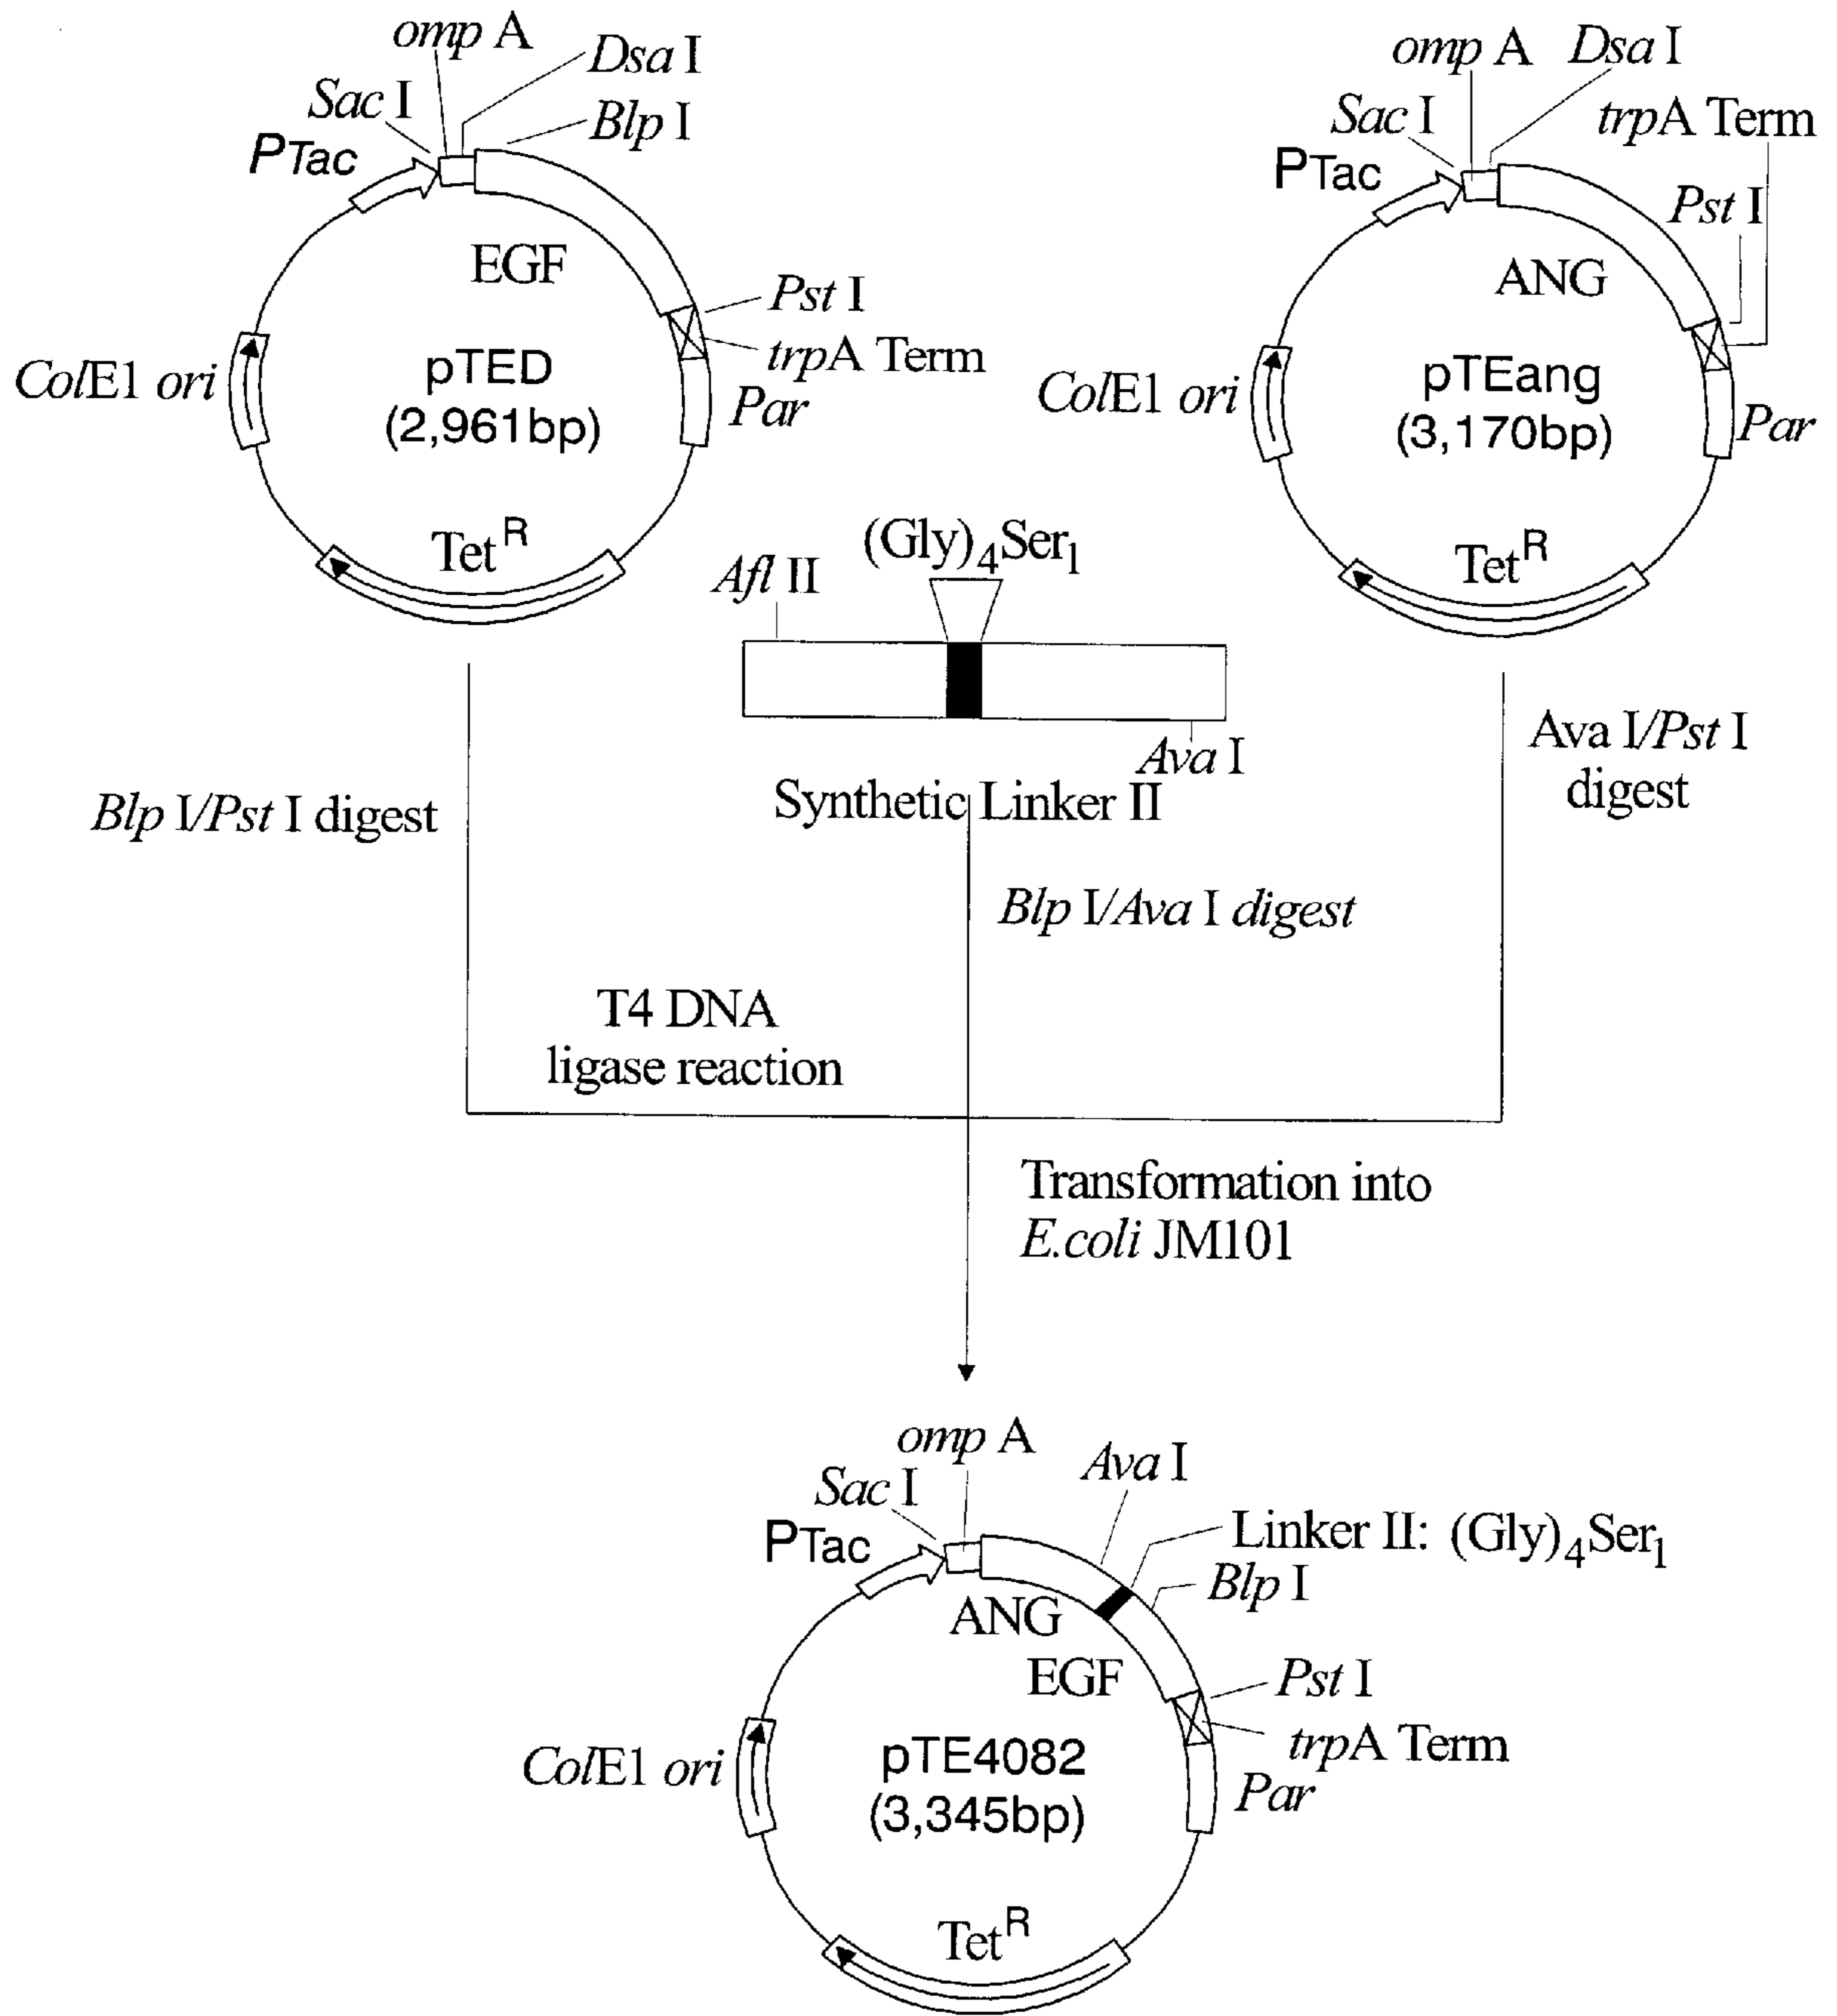 omp A
Dsa I
Sac I
Blp I
PTac
EGF
Pst I
trpA Term
ColE1 ori
pTED
(2,961bp)
Par
Tet R
omp A
Dsa I
Sac I
trpA Term
PTac
Pst I
ANG
ColE1 ori
pTEang
(3,170bp)
Par
Tet R
(Gly)4Ser1
Afl II
Ava I
Synthetic Linker II
Blp I/Pst I digest
Ava I/Pst I
digest
Blp I/Ava I digest
T4 DNA
ligase reaction
Transformation into
E.coli JM101
omp A
Ava I
Sac I
PTac
Linker II: (Gly)4Ser1
Blp I
ANG
EGF
Pst I
trpA Term
ColE1 ori
pTE4082
(3,345bp)
Par
Tet R